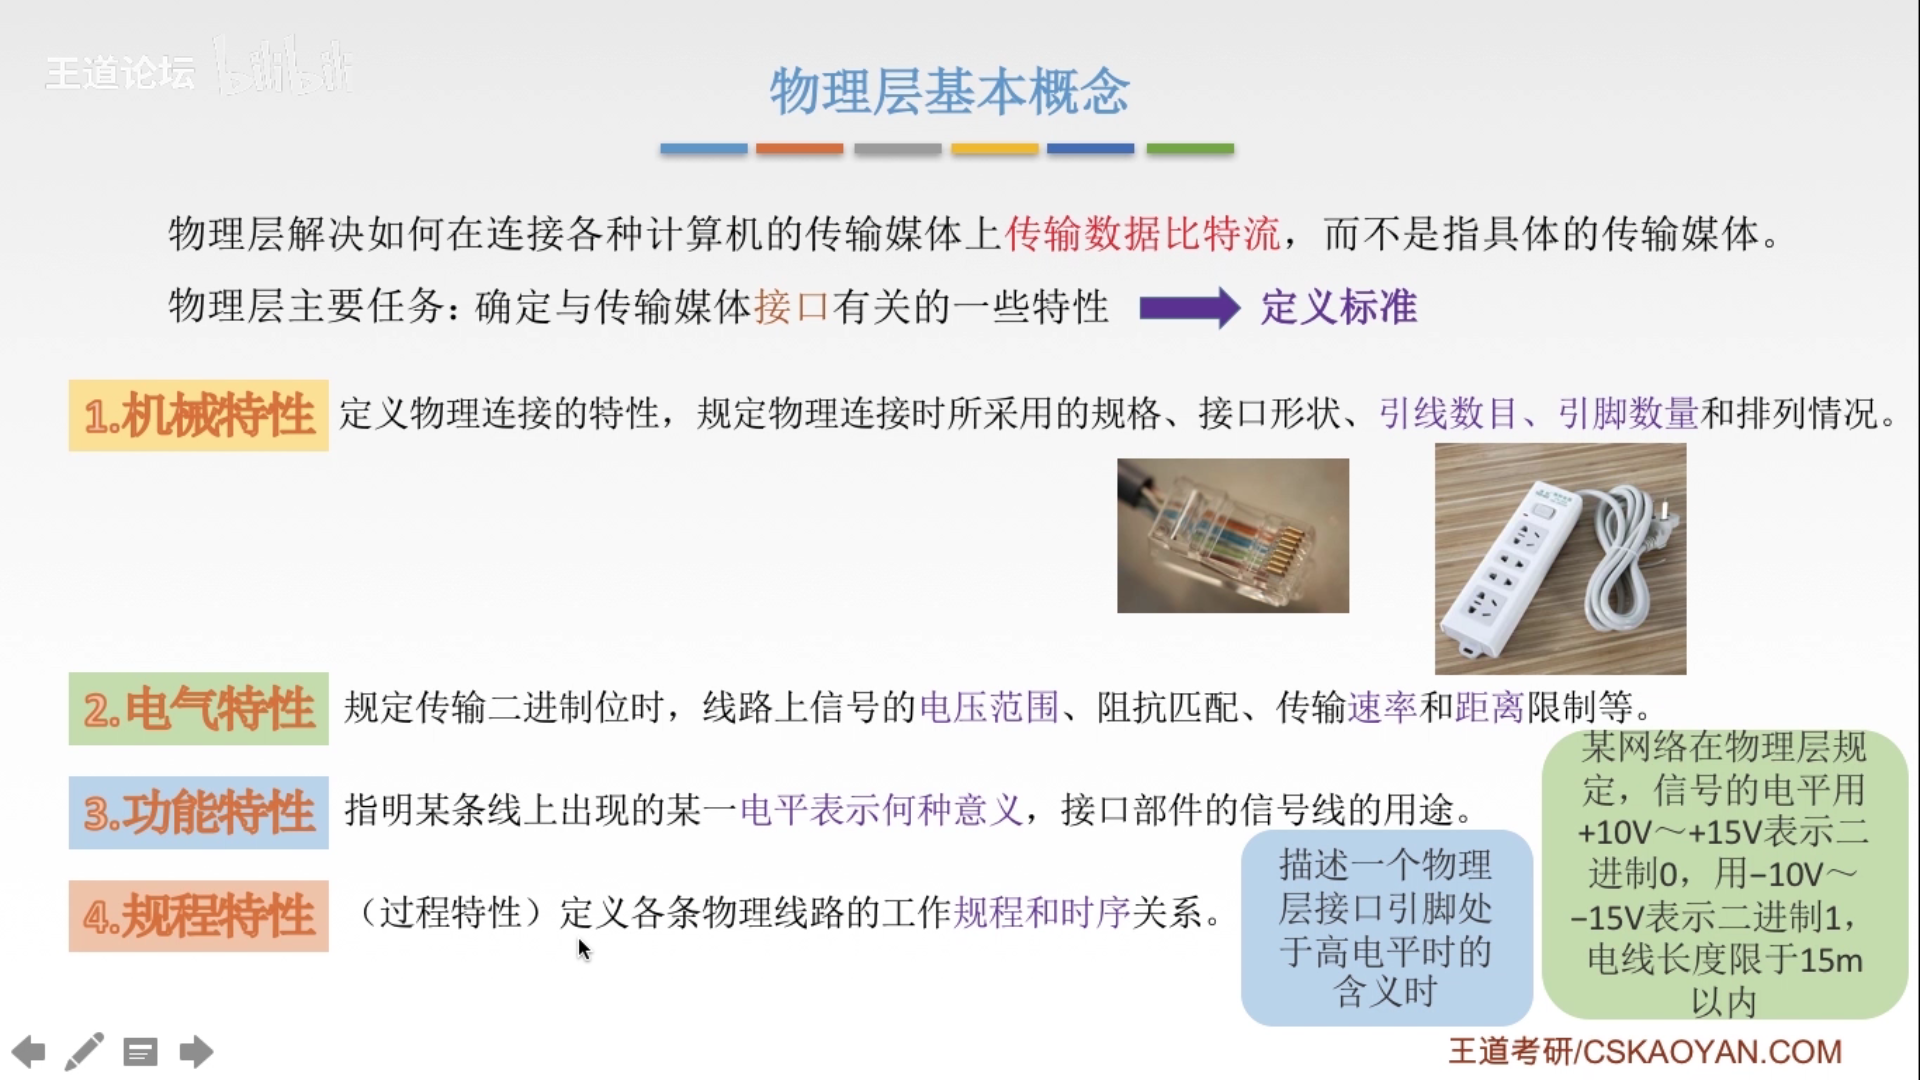 王道论坛 bilibili
物理层基本概念
物理层解决如何在连接各种计算机的传输媒体上传输数据比特流，而不是指具体的传输媒体。
物理层主要任务：确定与传输媒体接口有关的一些特性 定义标准
1.机械特性 定义物理连接的特性，规定物理连接时所采用的规格、接口形状、引线数目、引脚数量和排列情况。
2.电气特性 规定传输二进制位时，线路上信号的电压范围、阻抗匹配、传输速率和距离限制等。
3.功能特性 指明某条线上出现的某一电平表示何种意义，接口部件的信号线的用途。
4.规程特性 （过程特性）定义各条物理线路的工作规程和时序关系。
描述一个物理
层接口引脚处
于高电平时的
含义时
某网络在物理层规
定，信号的电平用
+10V～+15V表示二
进制0，用−10V～
−15V表示二进制1，
电线长度限于15m
以内
王道考研/CSKAOYAN.COM